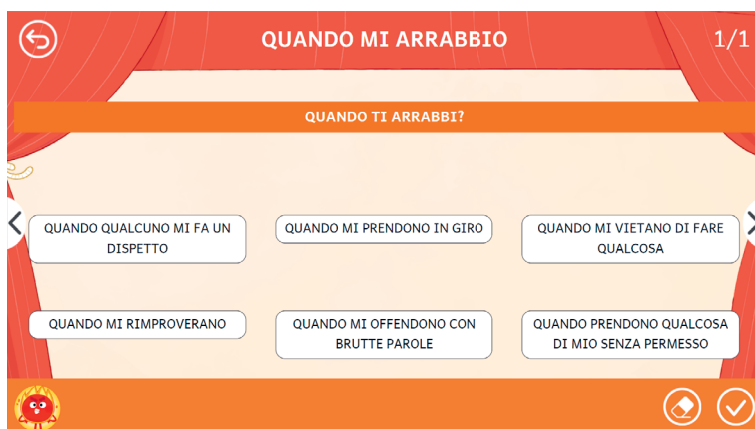 QUANDO MI ARRABBIO
1/1
QUANDO TI ARRABBI?
QUANDO QUALCUNO MI FA UN
DISPETTO
QUANDO MI PRENDONO IN GIRO
QUANDO MI VIETANO DI FARE
QUALCOSA
QUANDO MI RIMPROVERANO
QUANDO MI OFFENDONO CON
BRUTTE PAROLE
QUANDO PRENDONO QUALCOSA
DI MIO SENZA PERMESSO